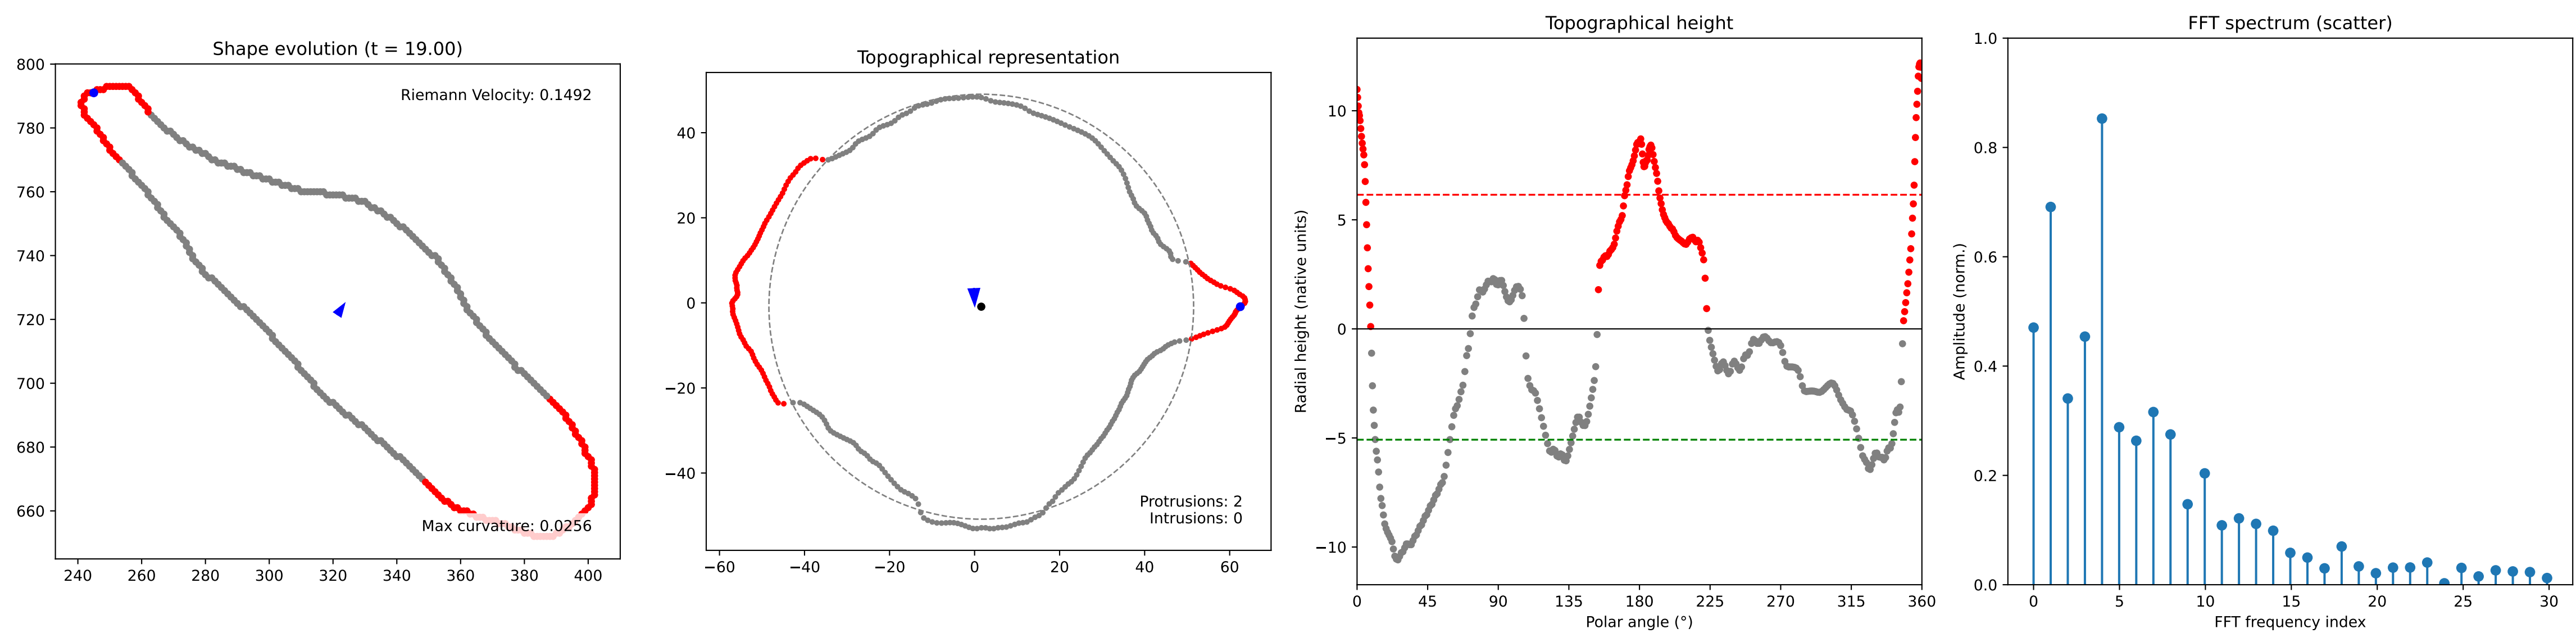 Shape evolution (t = 19.00)
800
780
760
740
720
700
680
660
240 260 280 300 320 340 360 380 400
Riemann Velocity: 0.1492
Max curvature: 0.0256
Topographical representation
40
20
0
−20
−40
−60 −40 −20 0 20 40 60
Protrusions: 2
Intrusions: 0
Topographical height
Radial height (native units)
10
5
0
−5
−10
0 45 90 135 180 225 270 315 360
Polar angle (°)
FFT spectrum (scatter)
Amplitude (norm.)
1.0
0.8
0.6
0.4
0.2
0.0
0 5 10 15 20 25 30
FFT frequency index